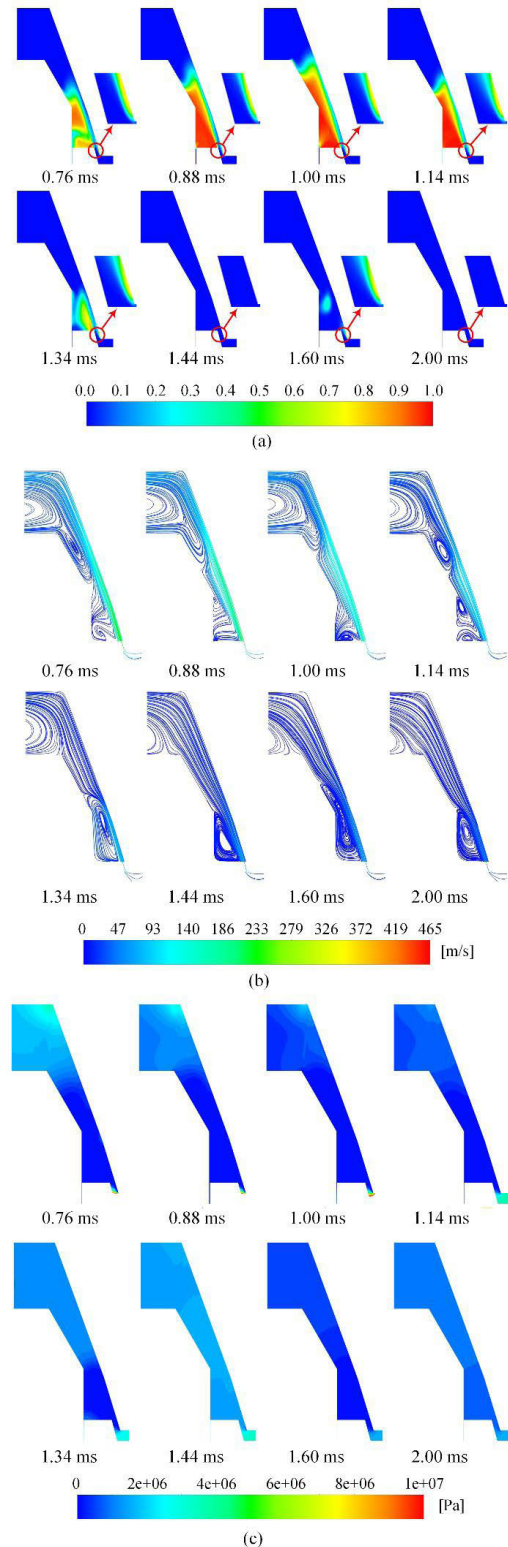 0.76 ms 0.88 ms 1.00 ms 1.14 ms
1.34 ms 1.44 ms 1.60 ms 2.00 ms
0.0 0.1 0.2 0.3 0.4 0.5 0.6 0.7 0.8 0.9 1.0
(a)
0.76 ms 0.88 ms 1.00 ms 1.14 ms
1.34 ms 1.44 ms 1.60 ms 2.00 ms
0 47 93 140 186 233 279 326 372 419 465
[m/s]
(b)
0.76 ms 0.88 ms 1.00 ms 1.14 ms
1.34 ms 1.44 ms 1.60 ms 2.00 ms
0 2e+06 4e+06 6e+06 8e+06 1e+07
[Pa]
(c)